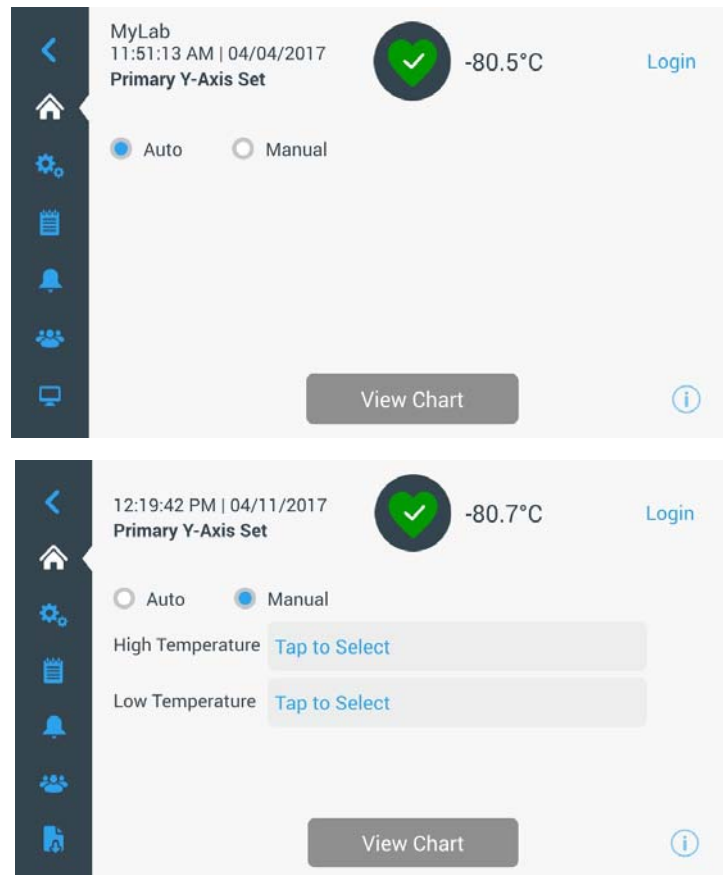 MyLab
11:51:13 AM | 04/04/2017
Primary Y-Axis Set
-80.5°C
Login
Auto Manual
View Chart
i
12:19:42 PM | 04/11/2017
Primary Y-Axis Set
-80.7°C
Login
Auto Manual
High Temperature Tap to Select
Low Temperature Tap to Select
View Chart
i